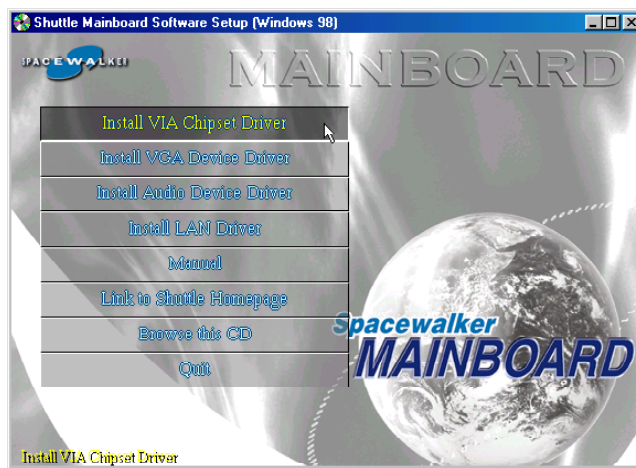 Shuttle Mainboard Software Setup (Windows 98)
SPACEWALKER
MAINBOARD
Install VIA Chipset Driver
Install VGA Device Driver
Install Audio Device Driver
Install LAN Driver
Manual
Link to Shuttle Homepage
Browse this CD
Quit
Spacewalker
MAINBOARD
Install VIA Chipset Driver